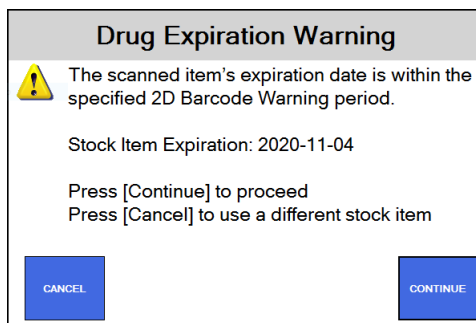 Drug Expiration Warning
The scanned item's expiration date is within the
specified 2D Barcode Warning period.
Stock Item Expiration: 2020-11-04
Press [Continue] to proceed
Press [Cancel] to use a different stock item
CANCEL
CONTINUE